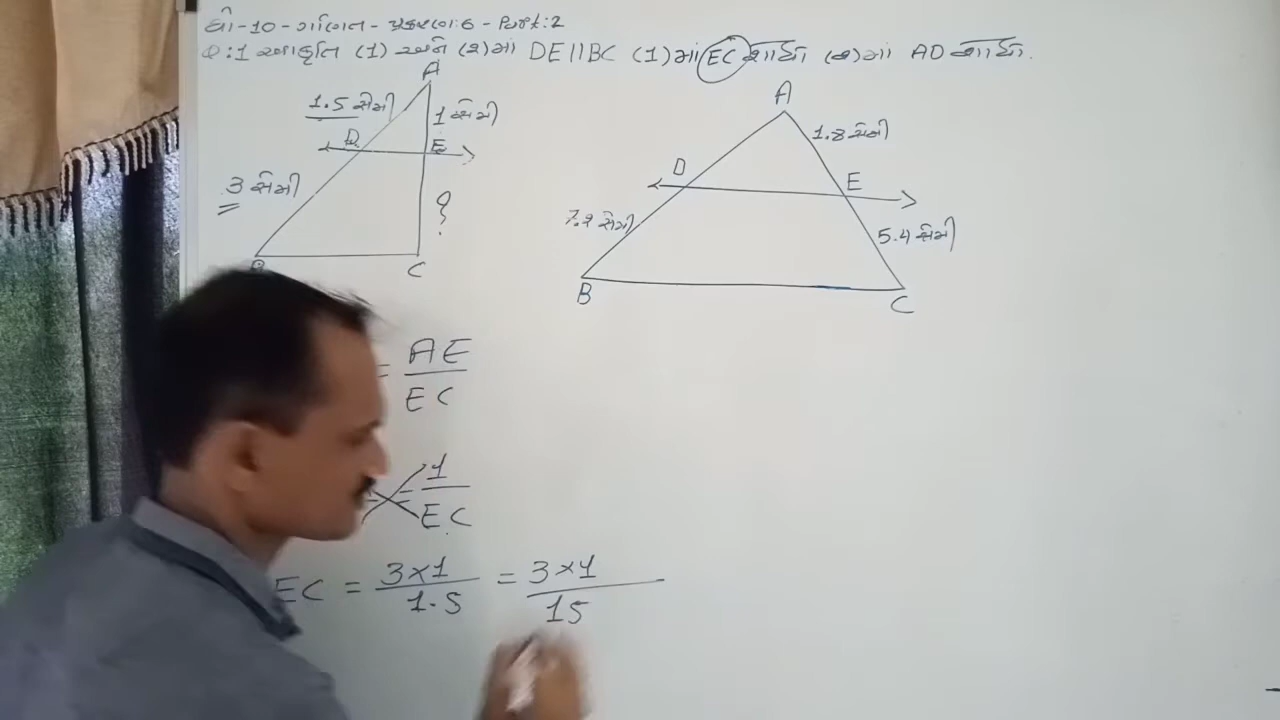 ધો-10-ગણિત-પ્રકરણ:6-Part:2
Q:1 આકૃતિ (1) અને (2)માં DE||BC (1)માં EC શોધો (2)માં AD શોધો.
A
1.5 સેમી
1 સેમી
D
E
3 સેમી
?
B
C
A
1.8 સેમી
D
E
7.2 સેમી
5.4 સેમી
B
C
= AE
EC
= 1
EC
EC = 3×1 = 3×1
1.5 15